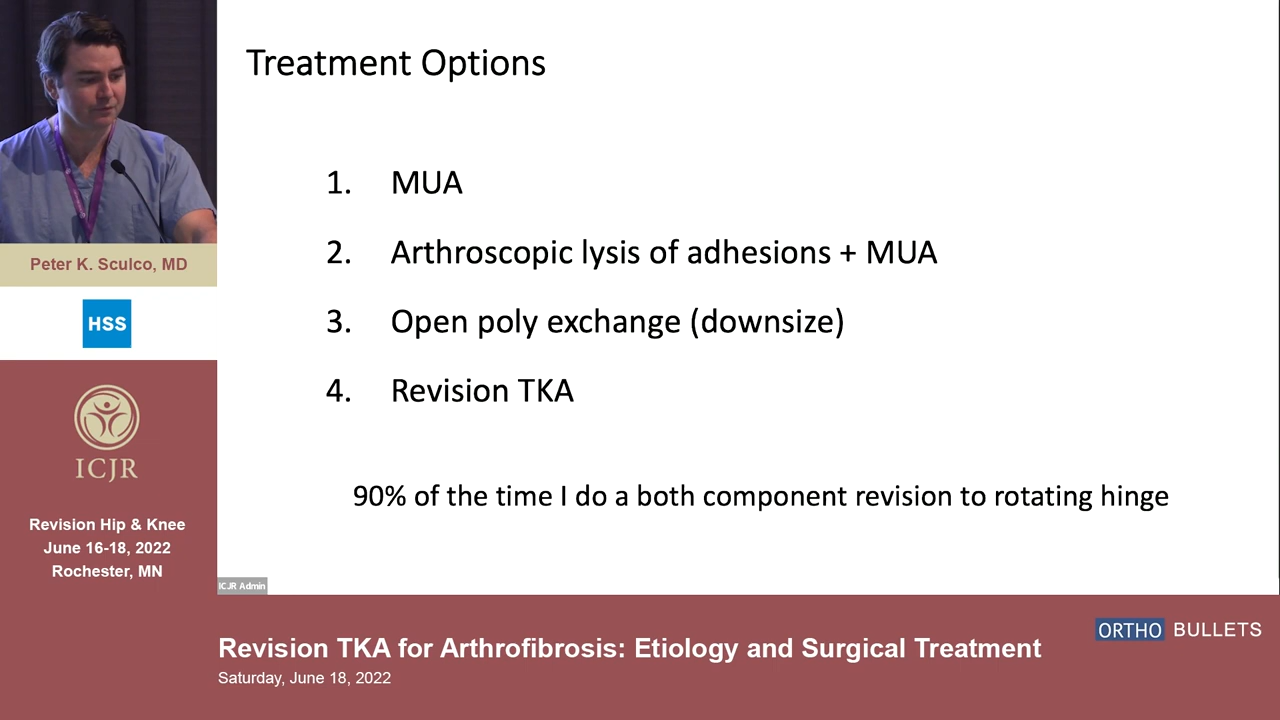 Treatment Options
1. MUA
2. Arthroscopic lysis of adhesions + MUA
3. Open poly exchange (downsize)
4. Revision TKA
90% of the time I do a both component revision to rotating hinge
Peter K. Sculco, MD
HSS
ICJR
Revision Hip & Knee
June 16-18, 2022
Rochester, MN
ICJR Admin
Revision TKA for Arthrofibrosis: Etiology and Surgical Treatment
Saturday, June 18, 2022
ORTHO BULLETS